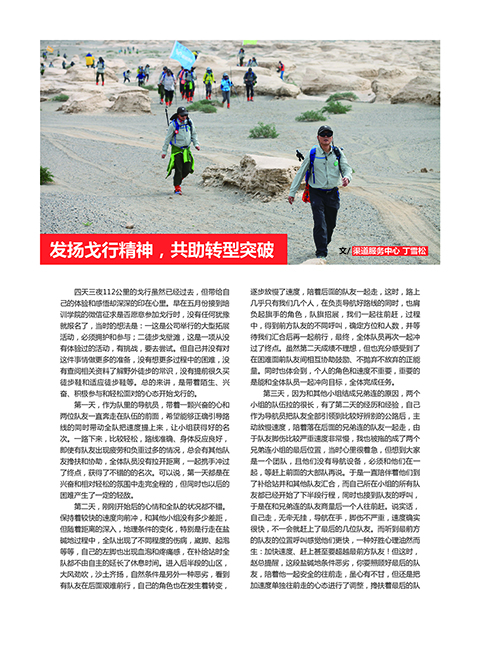 发扬戈行精神，共助转型突破
文/ 渠道服务中心 丁雪松
四天三夜112公里的戈行虽然已经过去，但带给自
己的体验和感悟却深深的印在心里。早在五月份接到培
训学院的微信征求是否愿意参加戈行时，没有任何犹豫
就报名了，当时的想法是：一这是公司举行的大型拓展
活动，必须拥护和参与；二徒步戈壁滩，这是一项从没
有体验过的活动，有挑战，要去尝试。但自己并没有对
这件事情做更多的准备，没有想更多过程中的困难，没
有查阅相关资料了解野外徒步的常识，没有提前很久买
徒步鞋和适应徒步鞋等。总的来讲，是带着陌生、兴
奋、积极参与和轻松面对的心态开始戈行的。
第一天，作为队里的导航员，带着一颗兴奋的心和
两位队友一直奔走在队伍的前面，希望能够正确引导路
线的同时带动全队把速度提上来，让小组获得好的名
次。一路下来，比较轻松，路线准确、身体反应良好，
即使有队友出现疲劳和负重过多的情况，总会有其他队
友搀扶和协助，全体队员没有拉开距离，一起携手冲过
了终点，获得了不错的的名次。可以说，第一天都是在
兴奋和相对轻松的氛围中走完全程的，但同时也以后的
困难产生了一定的轻敌。
第二天，刚刚开始后的心情和全队的状况都不错。
保持着较快的速度向前冲，和其他小组没有多少差距，
但随着距离的深入，地理条件的变化，特别是行走在盐
碱地过程中，全队出现了不同程度的伤病，崴脚、起泡
等等，自己的左脚也出现血泡和疼痛感，在补给站时全
队都不由自主的延长了休息时间。进入后半段的山区，
大风劲吹，沙土齐扬，自然条件是另外一种恶劣，看到
有队友在后面艰难前行，自己的角色也在发生着转变，
逐步放慢了速度，陪着后面的队友一起走，这时，路上
几乎只有我们几个人，在负责导航好路线的同时，也肩
负起旗手的角色，队旗招展，我们一起往前赶，过程
中，得到前方队友的不同呼叫，确定方位和人数，并等
待我们汇合后再一起前行，最终，全体队员再次一起冲
过了终点。虽然第二天成绩不理想，但也充分感受到了
在困难面前队友间相互协助鼓励、不抛弃不放弃的正能
量。同时也体会到，个人的角色和速度不重要，重要的
是能和全体队员一起冲向目标，全体完成任务。
第三天，因为和其他小组结成兄弟连的原因，两个
小组的队伍拉的很长，有了第二天的经历和经验，自己
作为导航员把队友全部引领到比较好辨别的公路后，主
动放慢速度，陪着落在后面的兄弟连的队友一起走，由
于队友脚伤比较严重速度非常慢，我也被拖的成了两个
兄弟连小组的最后位置，当时心里很着急，但想到大家
是一个团队，且他们没有导航设备，必须和他们在一
起，等赶上前面的大部队再说。于是一直陪伴着他们到
了补给站并和其他队友汇合，而自己所在小组的所有队
友都已经开始了下半段行程，同时也接到队友的呼叫，
于是在和兄弟连的队友商量后一个人往前赶。说实话，
自己走，无牵无挂，导航在手，脚伤不严重，速度确实
很快，不一会就赶上了最后的几位队友。而听到最前方
的队友的位置呼叫感觉他们更快，一种好胜心理油然而
生：加快速度、赶上甚至要超越最前方队友！但这时，
赵总提醒，这段盐碱地条件恶劣，你要照顾好最后的队
友，陪着他一起安全的往前走，虽心有不甘，但还是把
加速度单独往前走的心态进行了调整，搀扶着最后的队